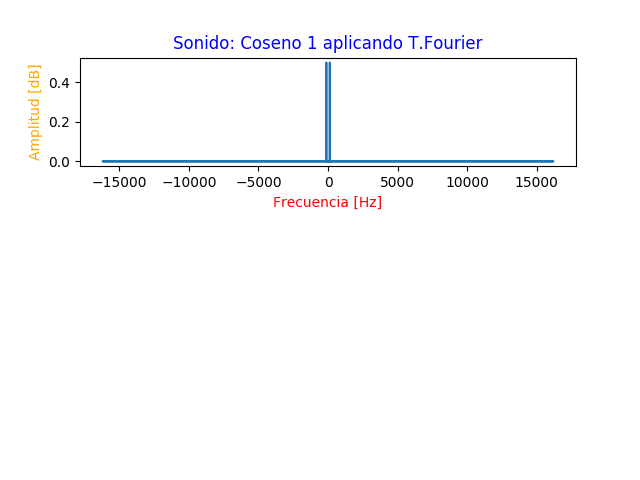 Sonido: Coseno 1 aplicando T.Fourier
Amplitud [dB]
0.4
0.2
0.0
−15000 −10000 −5000 0 5000 10000 15000
Frecuencia [Hz]